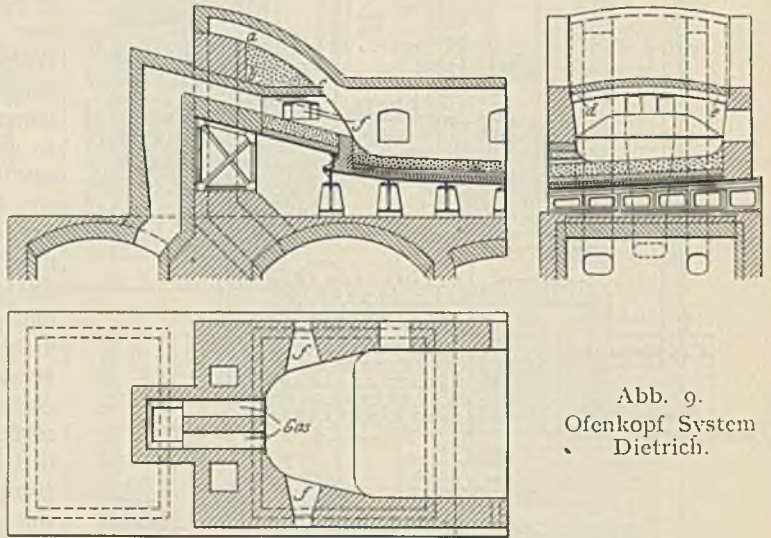 a
c
f
d
e
f
Gas
f
Abb. 9.
Ofenkopf System
Dietrich.